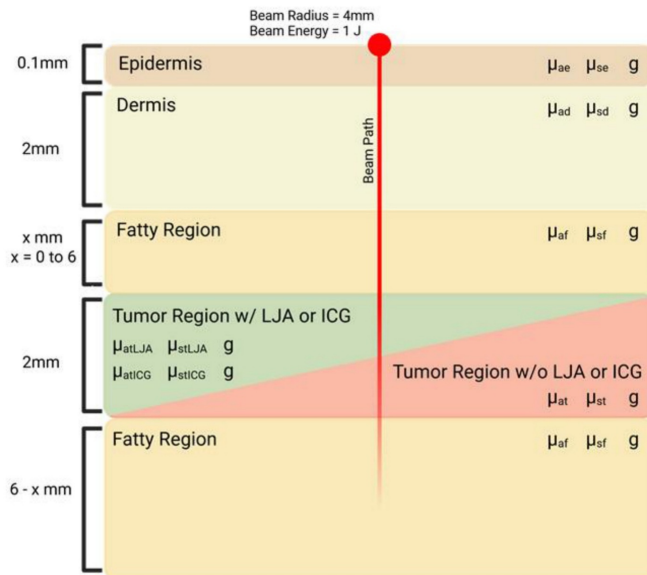 Beam Radius = 4mm
Beam Energy = 1 J
0.1mm
Epidermis
μae μse g
Dermis
μad μsd g
2mm
Beam Path
Fatty Region
μaf μsf g
x mm
x = 0 to 6
Tumor Region w/ LJA or ICG
μatLJA μstLJA g
μatICG μstICG g
2mm
Tumor Region w/o LJA or ICG
μat μst g
Fatty Region
μaf μsf g
6 - x mm